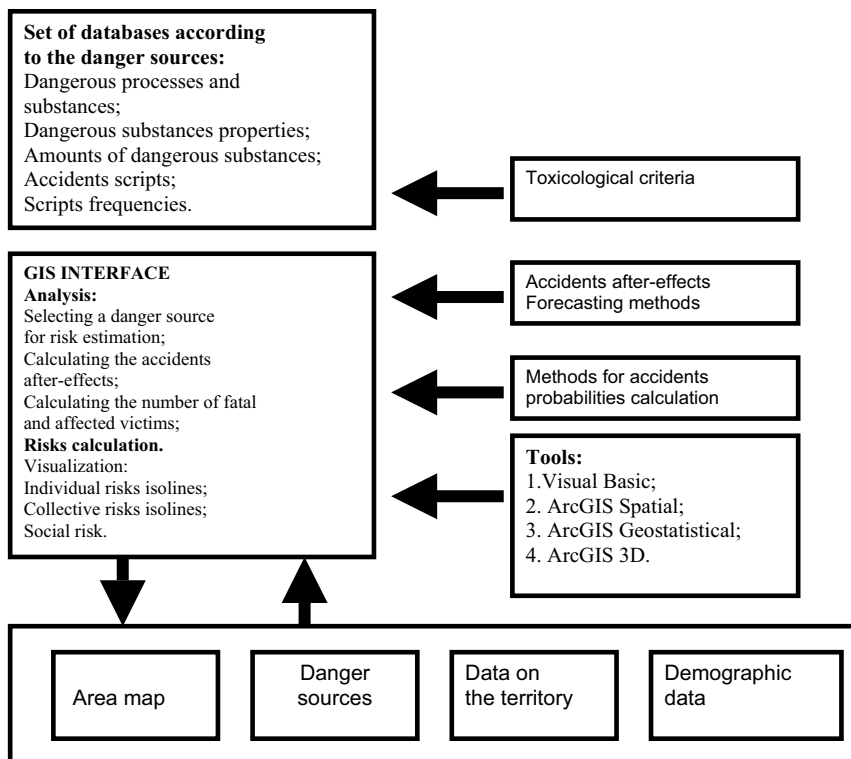 Set of databases according
to the danger sources:
Dangerous processes and
substances;
Dangerous substances properties;
Amounts of dangerous substances;
Accidents scripts;
Scripts frequencies.
Toxicological criteria
GIS INTERFACE
Analysis:
Selecting a danger source
for risk estimation;
Calculating the accidents
after-effects;
Calculating the number of fatal
and affected victims;
Risks calculation.
Visualization:
Individual risks isolines;
Collective risks isolines;
Social risk.
Accidents after-effects
Forecasting methods
Methods for accidents
probabilities calculation
Tools:
1.Visual Basic;
2. ArcGIS Spatial;
3. ArcGIS Geostatistical;
4. ArcGIS 3D.
Area map
Danger
sources
Data on
the territory
Demographic
data